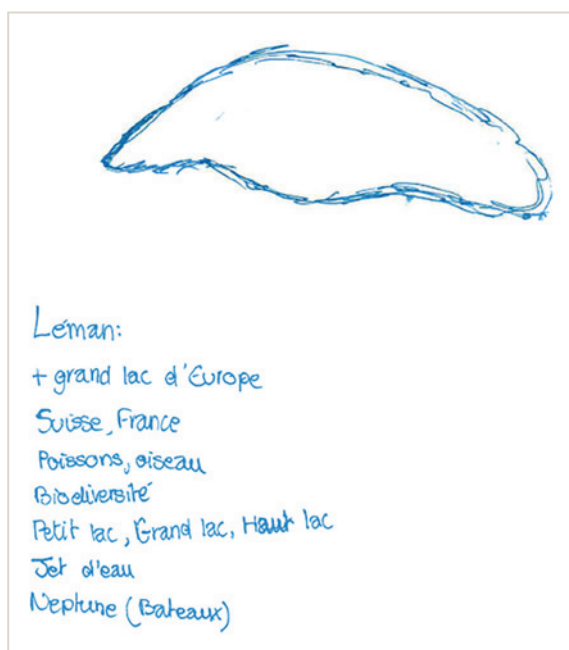 Léman:
+ grand lac d'Europe
Suisse, France
Poissons, oiseau
Biodiversité
Petit lac, Grand lac, Haut lac
Jet d'eau
Neptune (Bateaux)